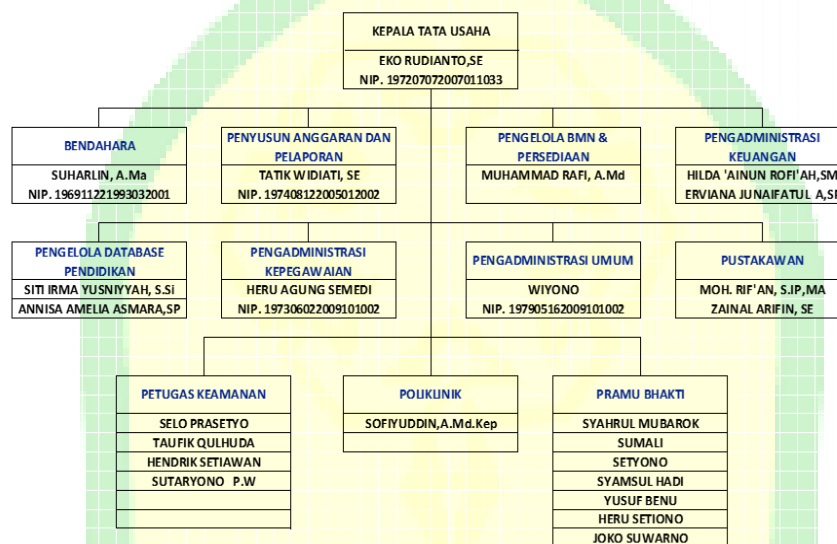 KEPALA TATA USAHA
EKO RUDIANTO,SE
NIP. 197207072007011033
BENDAHARA
SUHARLIN, A.Ma
NIP. 196911221993032001
PENYUSUN ANGGARAN DAN
PELAPORAN
TATIK WIDIATI, SE
NIP. 197408122005012002
PENGELOLA BMN &
PERSEDIAAN
MUHAMMAD RAFI, A.Md
PENGADMINISTRASI
KEUANGAN
HILDA 'AINUN ROFI'AH,SM
ERVIANA JUNAIFATUL A,SP
PENGELOLA DATABASE
PENDIDIKAN
SITI IRMA YUSNIYYAH, S.Si
ANNISA AMELIA ASMARA,SP
PENGADMINISTRASI
KEPEGAWAIAN
HERU AGUNG SEMEDI
NIP. 197306022009101002
PENGADMINISTRASI UMUM
WIYONO
NIP. 197905162009101002
PUSTAKAWAN
MOH. RIF'AN, S.IP,MA
ZAINAL ARIFIN, SE
PETUGAS KEAMANAN
SELO PRASETYO
TAUFIK QULHUDA
HENDRIK SETIAWAN
SUTARYONO P.W
POLIKLINIK
SOFIYUDDIN,A.Md.Kep
PRAMU BHAKTI
SYAHRUL MUBAROK
SUMALI
SETYONO
SYAMSUL HADI
YUSUF BENU
HERU SETIONO
JOKO SUWARNO